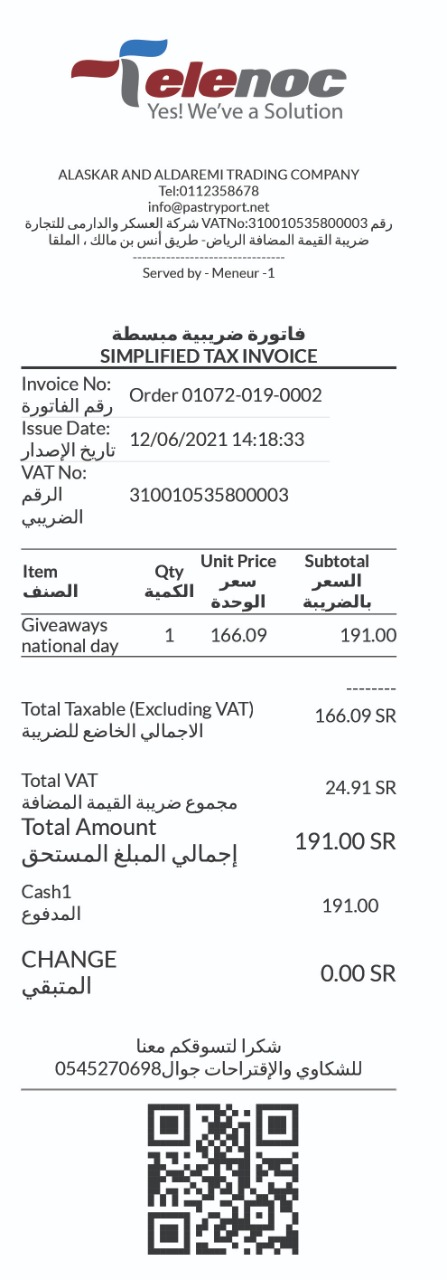 Telenoc
Yes! We've a Solution
ALASKAR AND ALDAREMI TRADING COMPANY
Tel:0112358678
info@pastryport.net
شركة العسكر والدارمى للتجارة VATNo:310010535800003 رقم
ضريبة القيمة المضافة الرياض- طريق أنس بن مالك ، الملقا
--------------------------------
Served by - Meneur -1
فاتورة ضريبية مبسطة
SIMPLIFIED TAX INVOICE
Invoice No:
رقم الفاتورة
Order 01072-019-0002
Issue Date:
تاريخ الإصدار
12/06/2021 14:18:33
VAT No:
الرقم
الضريبي
310010535800003
Item
الصنف
Qty
الكمية
Unit Price
سعر
الوحدة
Subtotal
السعر
بالضريبة
Giveaways
national day
1
166.09
191.00
--------
Total Taxable (Excluding VAT)
الاجمالي الخاضع للضريبة
166.09 SR
Total VAT
مجموع ضريبة القيمة المضافة
24.91 SR
Total Amount
إجمالي المبلغ المستحق
191.00 SR
Cash1
المدفوع
191.00
CHANGE
المتبقي
0.00 SR
شكرا لتسوقكم معنا
للشكاوي والإقتراحات جوال0545270698